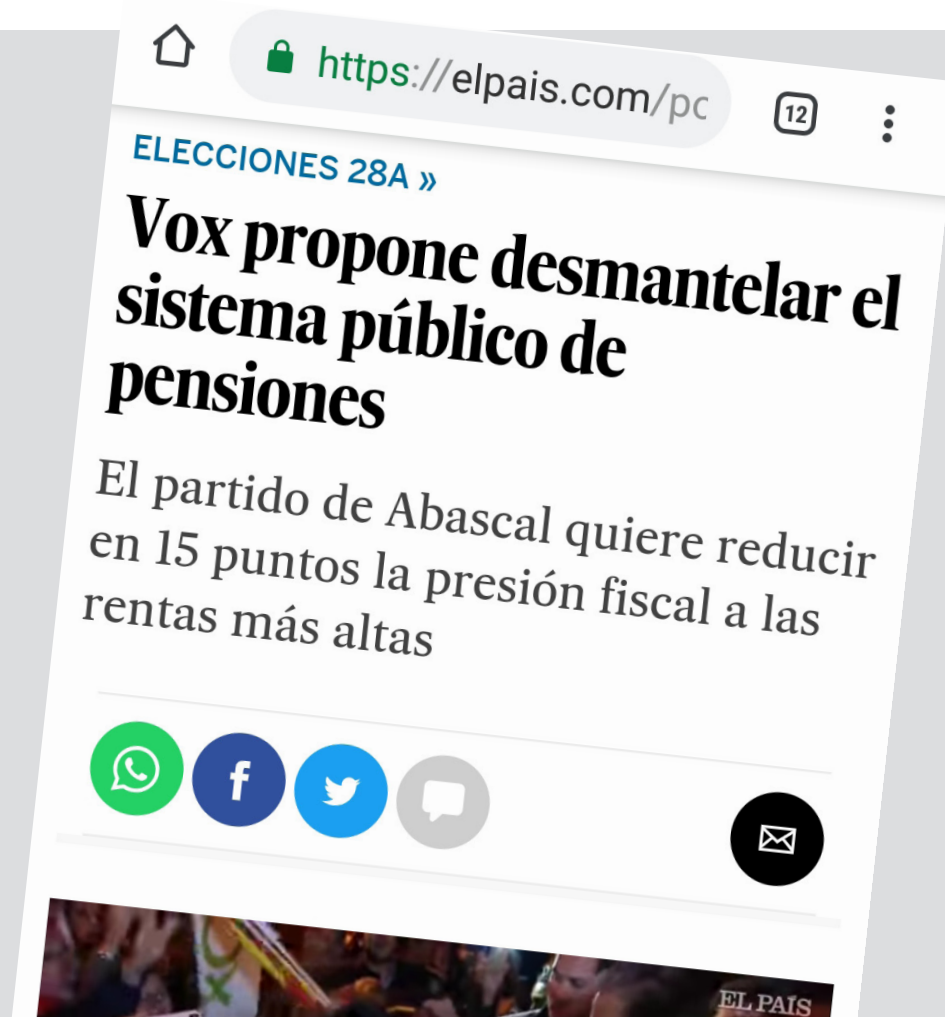 https://elpais.com/pc
12
ELECCIONES 28A »
Vox propone desmantelar el
sistema público de
pensiones
El partido de Abascal quiere reducir
en 15 puntos la presión fiscal a las
rentas más altas
f
EL PAÍS